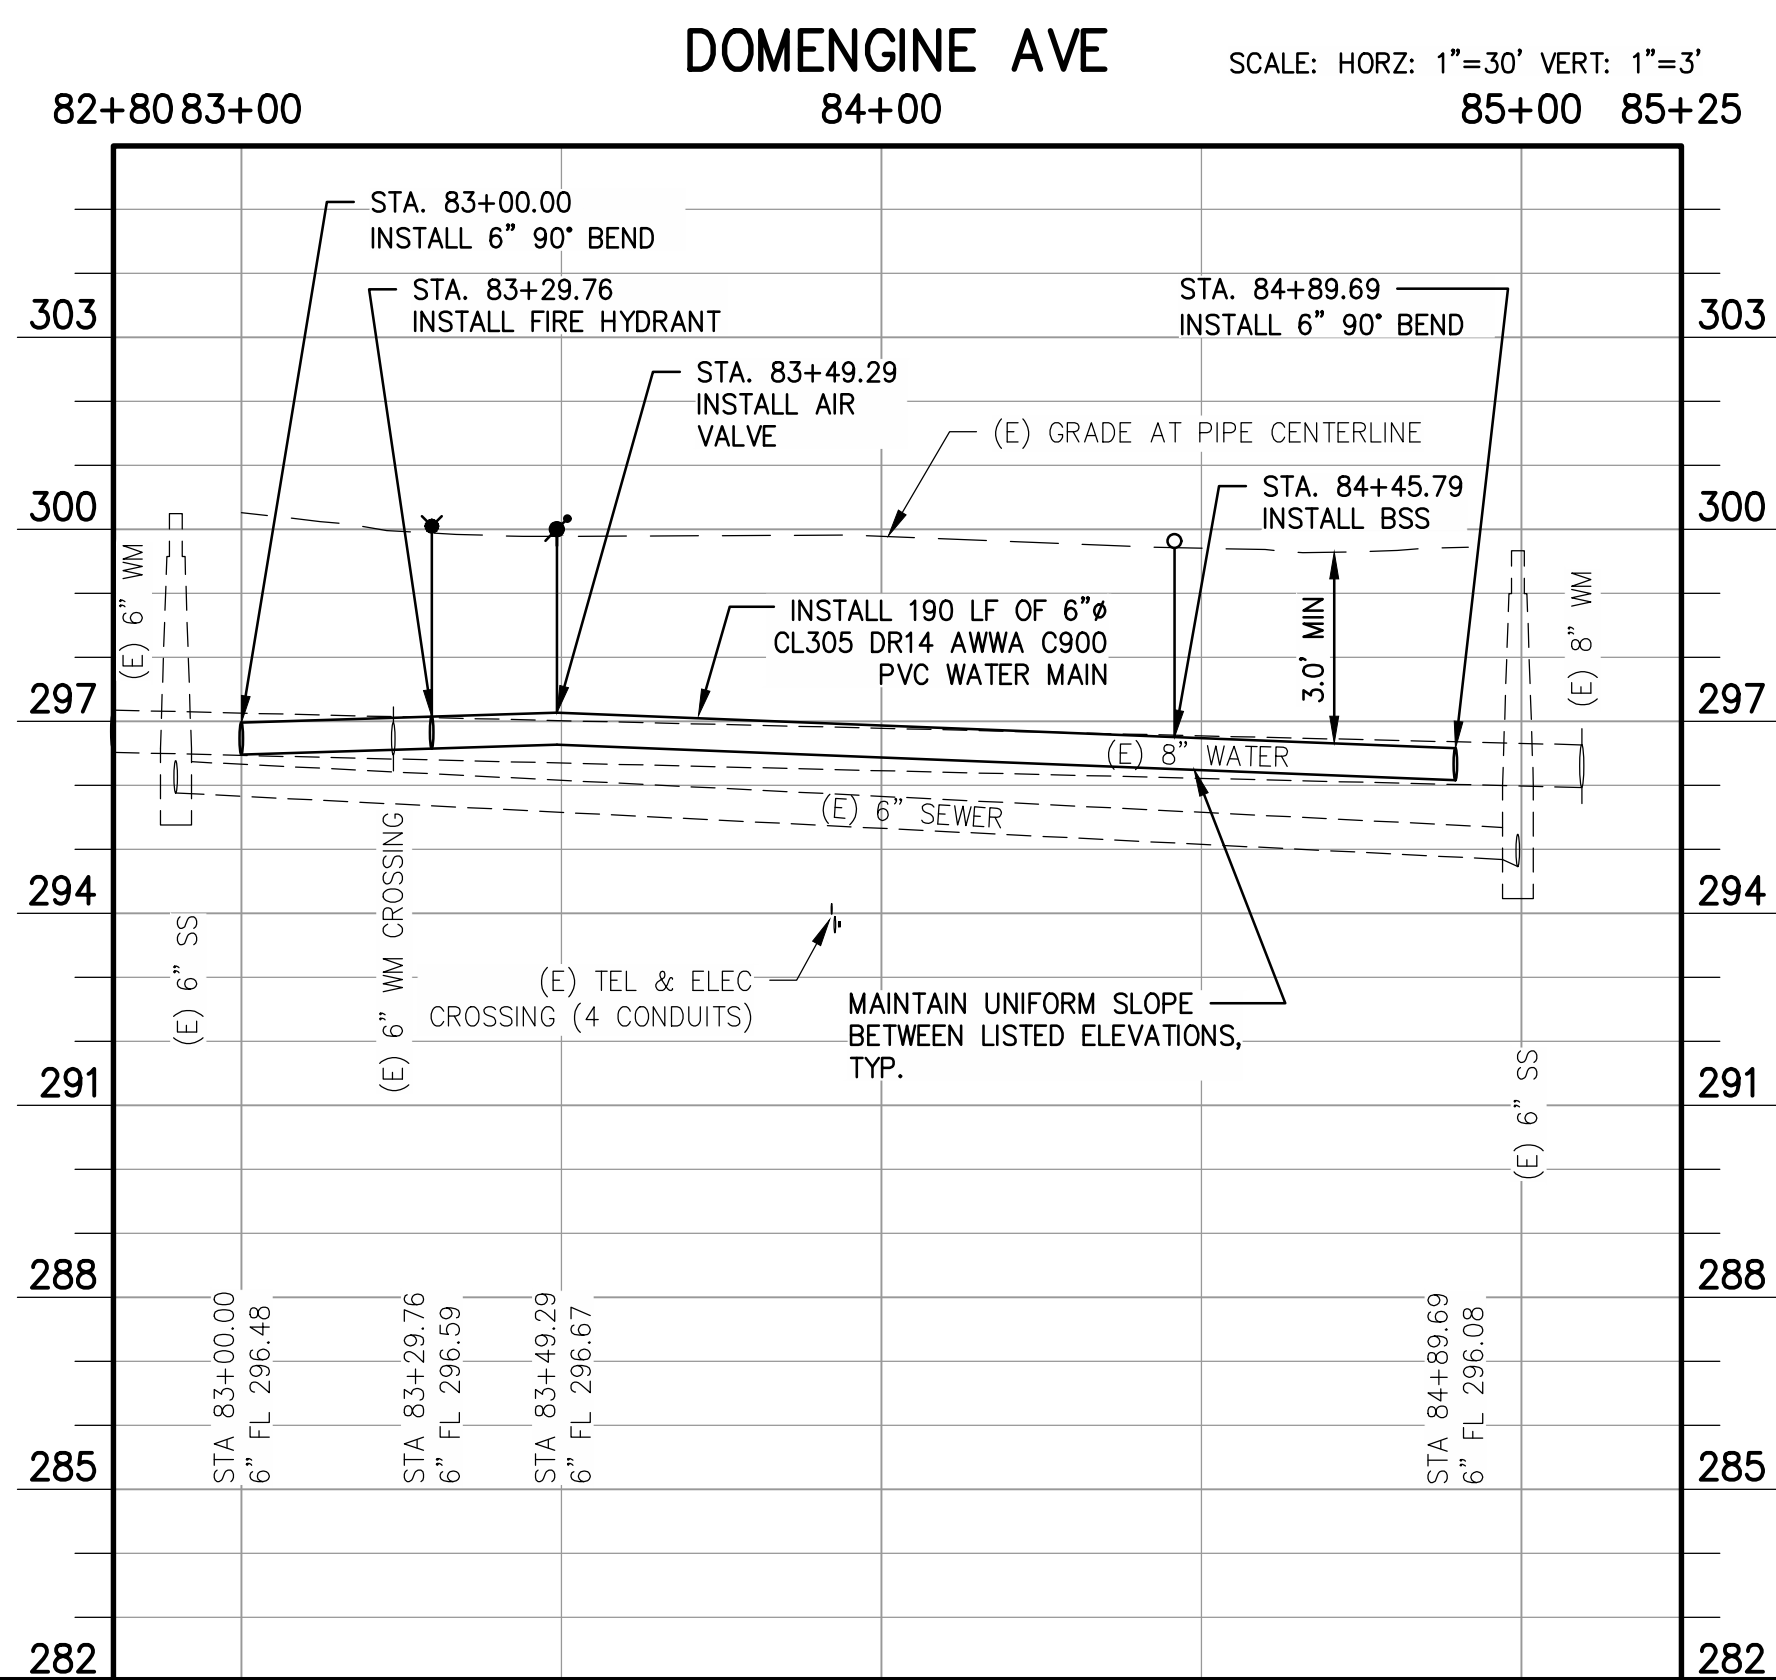 DOMENGINE AVE
SCALE: HORZ: 1"=30' VERT: 1"=3'
82+80 83+00 84+00 85+00 85+25
STA. 83+00.00
INSTALL 6" 90° BEND
STA. 83+29.76
INSTALL FIRE HYDRANT
STA. 84+89.69
INSTALL 6" 90° BEND
303 303
STA. 83+49.29
INSTALL AIR
VALVE
(E) GRADE AT PIPE CENTERLINE
STA. 84+45.79
INSTALL BSS
300 300
(E) 6" WM
INSTALL 190 LF OF 6"ø
CL305 DR14 AWWA C900
PVC WATER MAIN
3.0' MIN
(E) 8" WM
297 297
(E) 8" WATER
(E) 6" SEWER
294 294
(E) 6" SS
(E) 6" WM CROSSING
(E) TEL & ELEC
CROSSING (4 CONDUITS)
MAINTAIN UNIFORM SLOPE
BETWEEN LISTED ELEVATIONS,
TYP.
(E) 6" SS
291 291
288 288
STA 83+00.00
6" FL 296.48
STA 83+29.76
6" FL 296.59
STA 83+49.29
6" FL 296.67
STA 84+89.69
6" FL 296.08
285 285
282 282